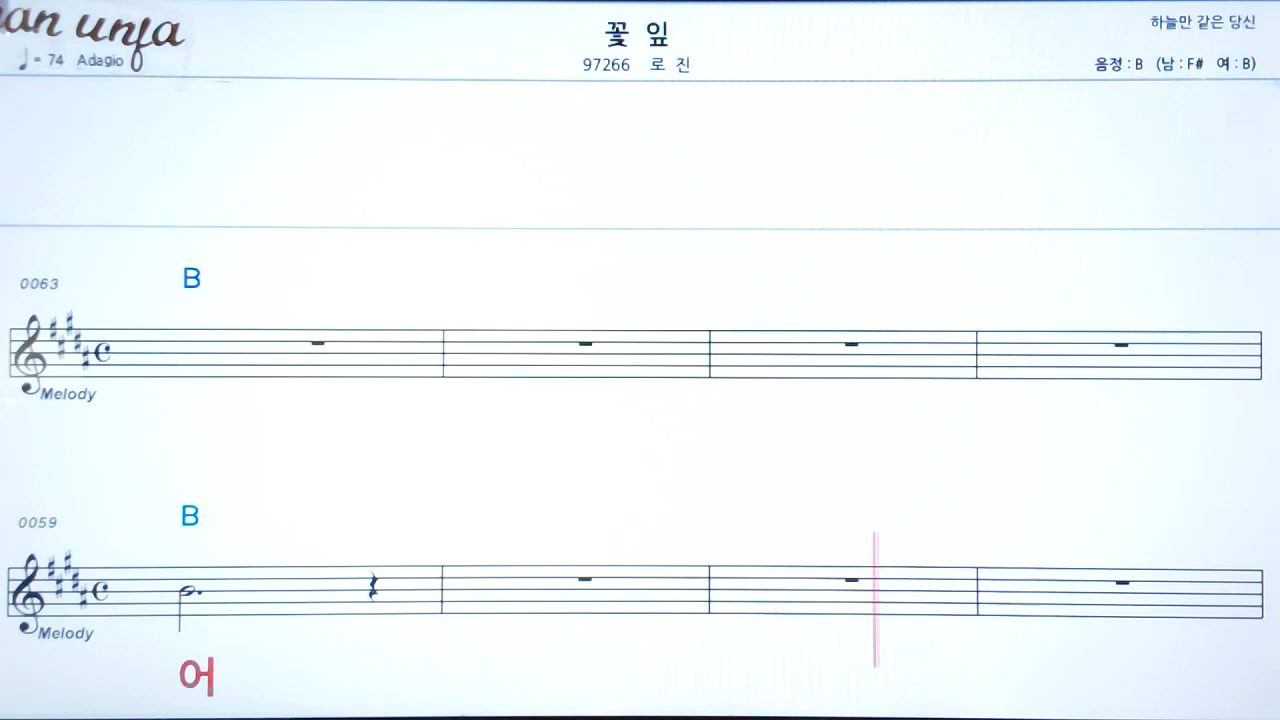 an unfa
꽃 잎
하늘만 같은 당신
♩= 74 Adagio
97266 로 진
음정 : B (남 : F# 여 : B)
0063
B
Melody
0059
B
Melody
어